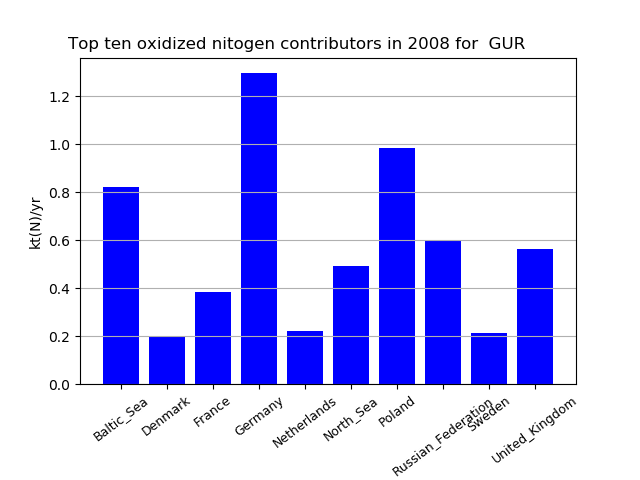 Top ten oxidized nitogen contributors in 2008 for  GUR
kt(N)/yr
1.2
1.0
0.8
0.6
0.4
0.2
0.0
Baltic_Sea
Denmark
France
Germany
Netherlands
North_Sea
Poland
Russian_Federation
Sweden
United_Kingdom